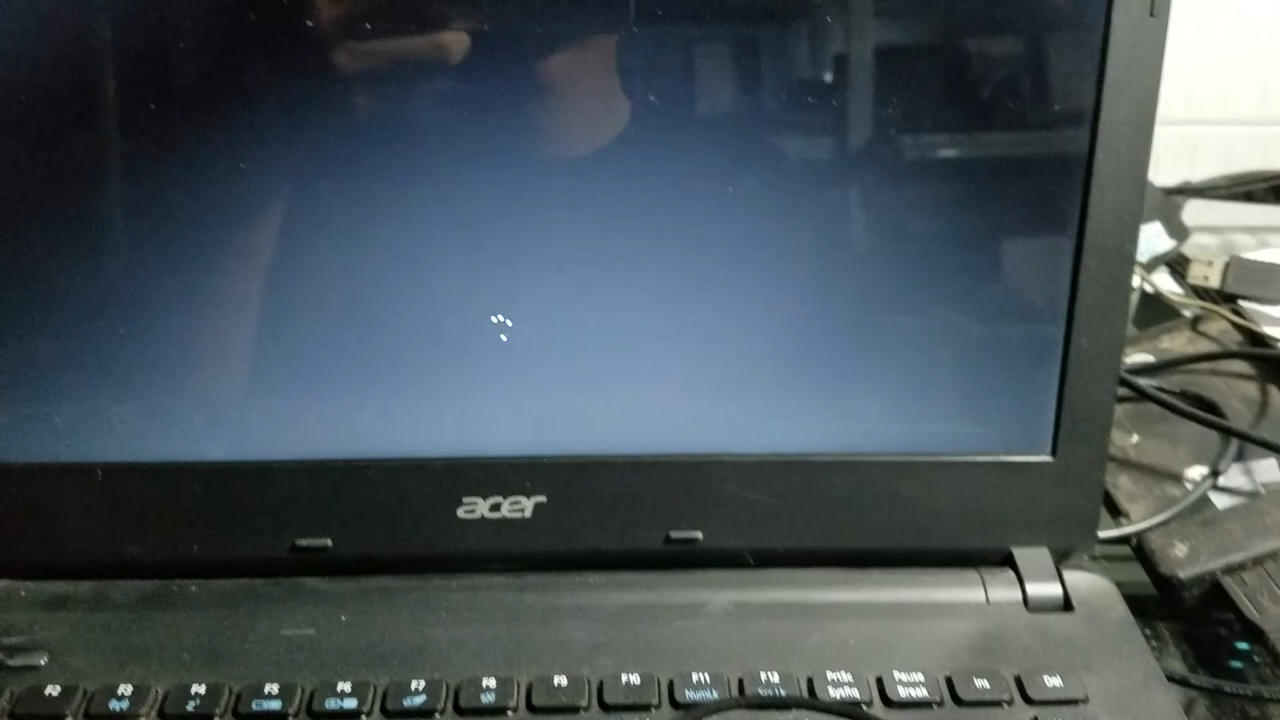 acer
F2 F3 F4 F5 F6 F7 F8 F9 F10 F11 F12 PrtSc Pause Ins Del
z NumLk SysRq Break